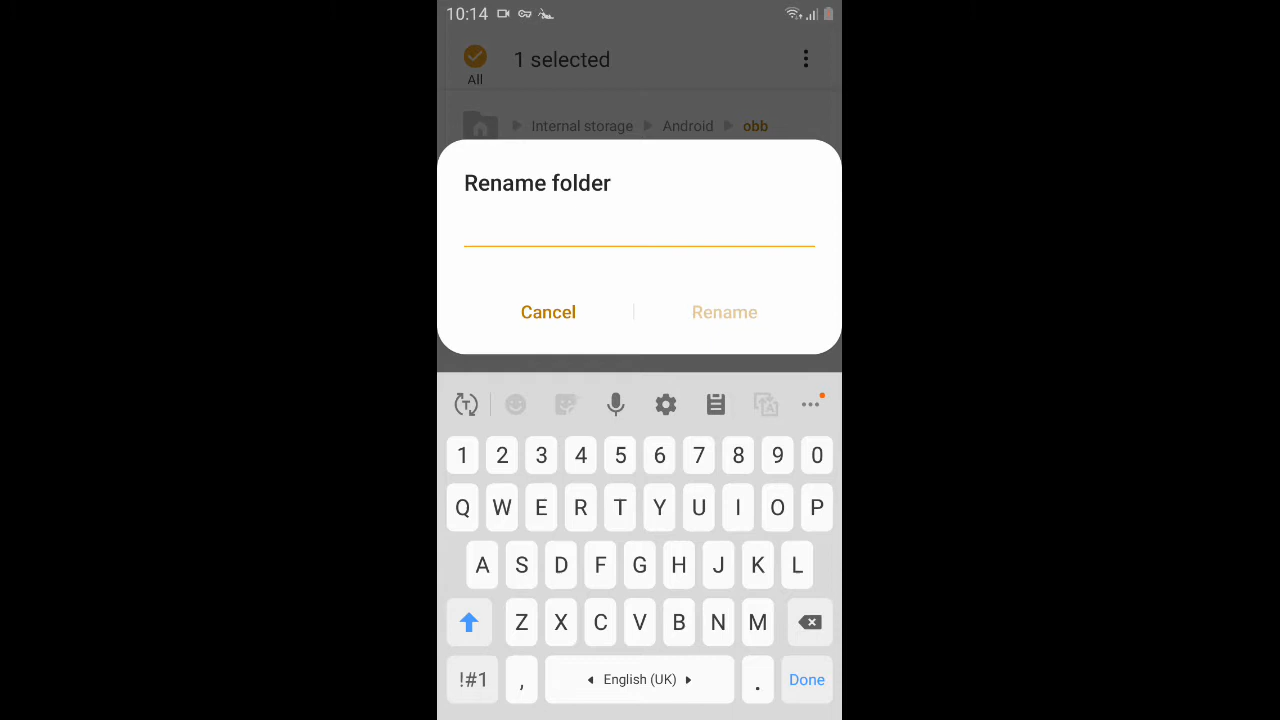 10:14
1 selected
All
Internal storage Android obb
Rename folder
Cancel Rename
1 2 3 4 5 6 7 8 9 0
Q W E R T Y U I O P
A S D F G H J K L
Z X C V B N M
!#1 , English (UK) . Done